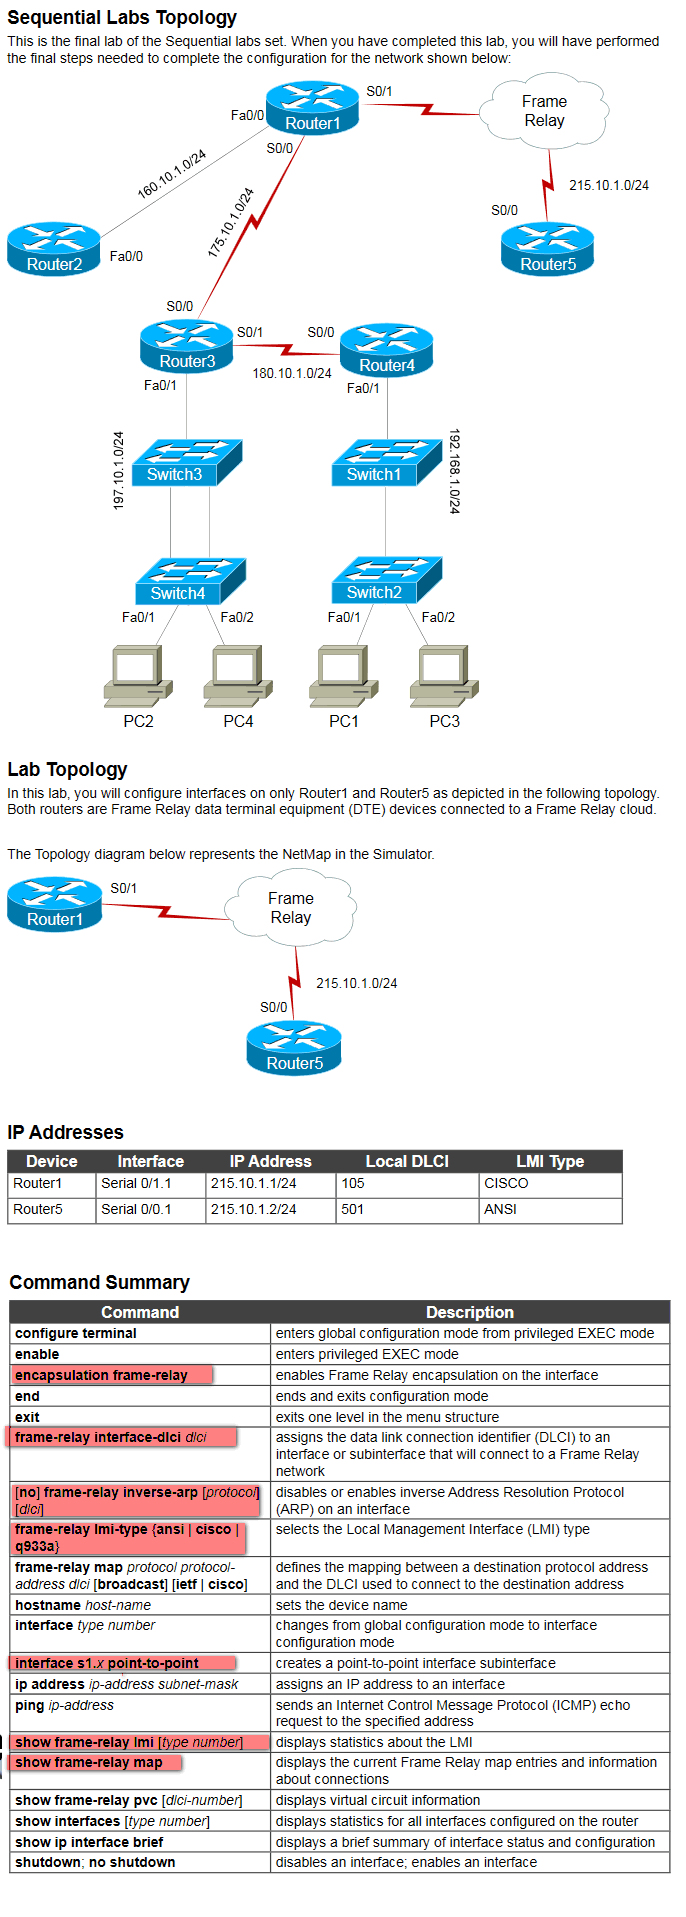 Sequential Labs Topology
This is the final lab of the Sequential labs set. When you have completed this lab, you will have performed
the final steps needed to complete the configuration for the network shown below:
S0/1
Frame
Relay
Fa0/0
Router1
S0/0
160.10.1.0/24
215.10.1.0/24
175.10.1.0/24
S0/0
Router2
Fa0/0
Router5
S0/0
S0/1
S0/0
Router3
Router4
180.10.1.0/24
Fa0/1
Fa0/1
197.10.1.0/24
Switch3
Switch1
192.168.1.0/24
Switch4
Switch2
Fa0/1
Fa0/2
Fa0/1
Fa0/2
PC2
PC4
PC1
PC3
Lab Topology
In this lab, you will configure interfaces on only Router1 and Router5 as depicted in the following topology.
Both routers are Frame Relay data terminal equipment (DTE) devices connected to a Frame Relay cloud.
The Topology diagram below represents the NetMap in the Simulator.
S0/1
Router1
Frame
Relay
215.10.1.0/24
S0/0
Router5
IP Addresses
Device Interface IP Address Local DLCI LMI Type
Router1 Serial 0/1.1 215.10.1.1/24 105 CISCO
Router5 Serial 0/0.1 215.10.1.2/24 501 ANSI
Command Summary
Command Description
configure terminal enters global configuration mode from privileged EXEC mode
enable enters privileged EXEC mode
encapsulation frame-relay enables Frame Relay encapsulation on the interface
end ends and exits configuration mode
exit exits one level in the menu structure
frame-relay interface-dlci dlci assigns the data link connection identifier (DLCI) to an
interface or subinterface that will connect to a Frame Relay
network
[no] frame-relay inverse-arp [protocol] disables or enables inverse Address Resolution Protocol
[dlci] (ARP) on an interface
frame-relay lmi-type {ansi | cisco | selects the Local Management Interface (LMI) type
q933a}
frame-relay map protocol protocol- defines the mapping between a destination protocol address
address dlci [broadcast] [ietf | cisco] and the DLCI used to connect to the destination address
hostname host-name sets the device name
interface type number changes from global configuration mode to interface
configuration mode
interface s1.x point-to-point creates a point-to-point interface subinterface
ip address ip-address subnet-mask assigns an IP address to an interface
ping ip-address sends an Internet Control Message Protocol (ICMP) echo
request to the specified address
show frame-relay lmi [type number] displays statistics about the LMI
show frame-relay map displays the current Frame Relay map entries and information
about connections
show frame-relay pvc [dlci-number] displays virtual circuit information
show interfaces [type number] displays statistics for all interfaces configured on the router
show ip interface brief displays a brief summary of interface status and configuration
shutdown; no shutdown disables an interface; enables an interface